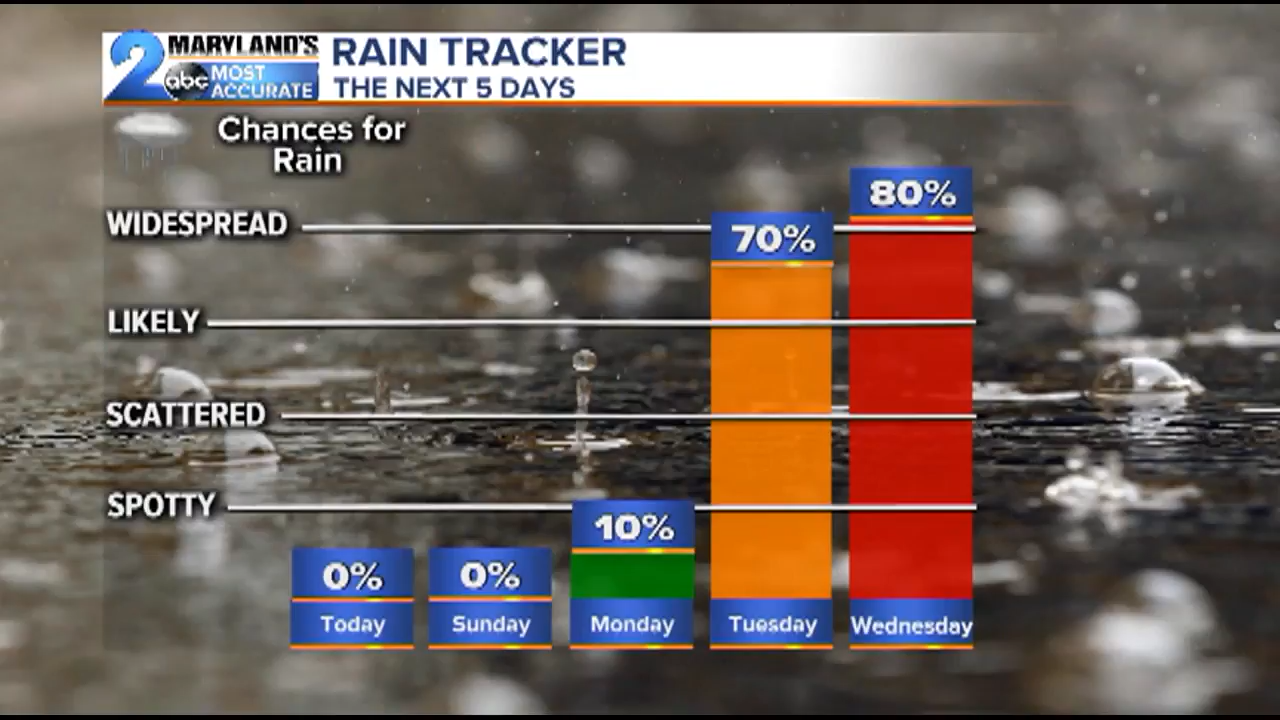 2 MARYLAND'S
abc MOST
ACCURATE
RAIN TRACKER
THE NEXT 5 DAYS
Chances for
Rain
WIDESPREAD
LIKELY
SCATTERED
SPOTTY
0%
0%
10%
70%
80%
Today
Sunday
Monday
Tuesday
Wednesday